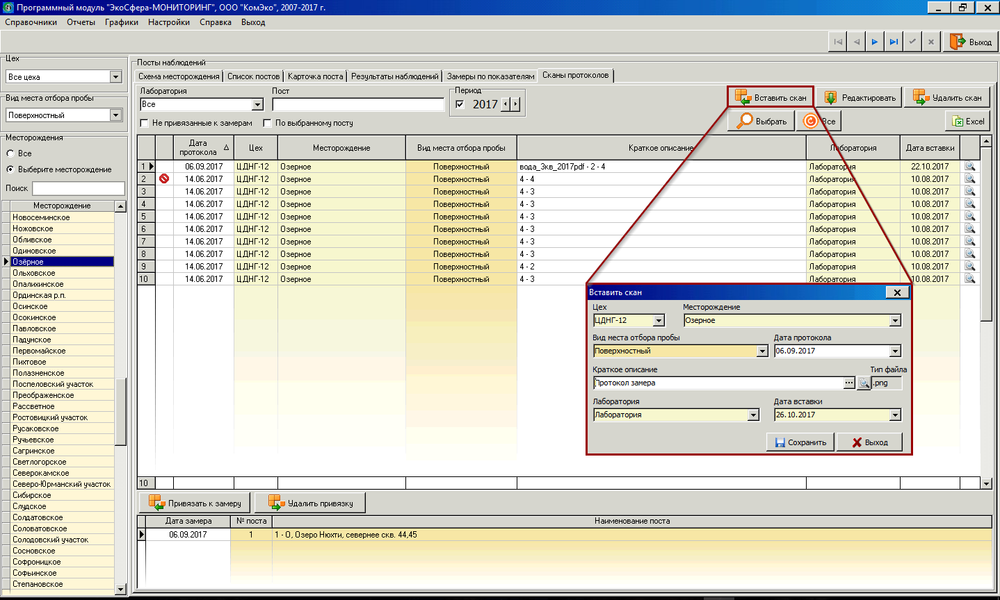 Программный модуль "ЭкоСфера-МОНИТОРИНГ", ООО "КомЭко", 2007-2017 г.
Справочники Отчеты Графики Настройки Справка Выход
Выход
Цех
Все цеха
Вид места отбора пробы
Поверхностный
Месторождения
Все
Выберите месторождение
Поиск
Месторождение
Новосеминское
Ножовское
Обливское
Одиновское
Озёрное
Ольховское
Опалихинское
Ординская р.п.
Осинское
Осокинское
Павловское
Падунское
Первомайское
Пихтовое
Полазненское
Поспеловский участок
Преображенское
Рассветное
Ростовицкий участок
Русаковское
Ручьевское
Сагринское
Светлогорское
Северокамское
Северо-Юрманский участок
Сибирское
Слудское
Солдатовское
Соловатовское
Солодовский участок
Сосновское
Софроницкое
Софьинское
Степановское
Посты наблюдений
Схема месторождения Список постов Карточка поста Результаты наблюдений Замеры по показателям Сканы протоколов
Лаборатория Пост Период
Все 2017
Вставить скан Редактировать Удалить скан
Не привязанные к замерам По выбранному посту
Выбрать Все Excel
Дата протокола Цех Месторождение Вид места отбора пробы Краткое описание Лаборатория Дата вставки
1 06.09.2017 ЦДНГ-12 Озерное Поверхностный вода_3кв_2017pdf - 2 - 4 Лаборатория 22.10.2017
2 14.06.2017 ЦДНГ-12 Озерное Поверхностный 4 - 4 Лаборатория 10.08.2017
3 14.06.2017 ЦДНГ-12 Озерное Поверхностный 4 - 3 Лаборатория 10.08.2017
4 14.06.2017 ЦДНГ-12 Озерное Поверхностный 4 - 3 Лаборатория 10.08.2017
5 14.06.2017 ЦДНГ-12 Озерное Поверхностный 4 - 3 Лаборатория 10.08.2017
6 14.06.2017 ЦДНГ-12 Озерное Поверхностный 4 - 3 Лаборатория 10.08.2017
7 14.06.2017 ЦДНГ-12 Озерное Поверхностный 4 - 3 Лаборатория 10.08.2017
8 14.06.2017 ЦДНГ-12 Озерное Поверхностный 4 - 3 Лаборатория 10.08.2017
9 14.06.2017 ЦДНГ-12 Озерное Поверхностный 4 - 2 Лаборатория 10.08.2017
10 14.06.2017 ЦДНГ-12 Озерное Поверхностный 4 - 3 Лаборатория 10.08.2017
Вставить скан
Цех Месторождение
ЦДНГ-12 Озерное
Вид места отбора пробы Дата протокола
Поверхностный 06.09.2017
Краткое описание Тип файла
Протокол замера ... .png
Лаборатория Дата вставки
Лаборатория 26.10.2017
Сохранить Выход
10
Привязать к замеру Удалить привязку
Дата замера № поста Наименование поста
06.09.2017 1 1 - О, Озеро Нюхти, севернее скв. 44,45